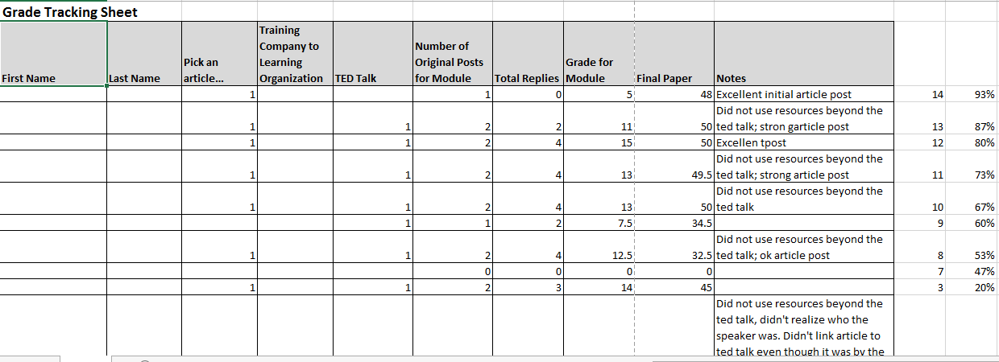 Grade Tracking Sheet
First Name Last Name Pick an article... Training Company to Learning Organization TED Talk Number of Original Posts for Module Total Replies Grade for Module Final Paper Notes
1 1 0 5 48 Excellent initial article post 14 93%
Did not use resources beyond the
1 1 2 2 11 50 ted talk; stron garticle post 13 87%
1 1 2 4 15 50 Excellen tpost 12 80%
Did not use resources beyond the
1 1 2 4 13 49.5 ted talk; strong article post 11 73%
Did not use resources beyond the
1 1 2 4 13 50 ted talk 10 67%
1 1 2 7.5 34.5 9 60%
Did not use resources beyond the
1 1 2 4 12.5 32.5 ted talk; ok article post 8 53%
0 0 0 0 7 47%
1 1 2 3 14 45 3 20%
Did not use resources beyond the
ted talk, didn't realize who the
speaker was. Didn't link article to
ted talk even though it was by the